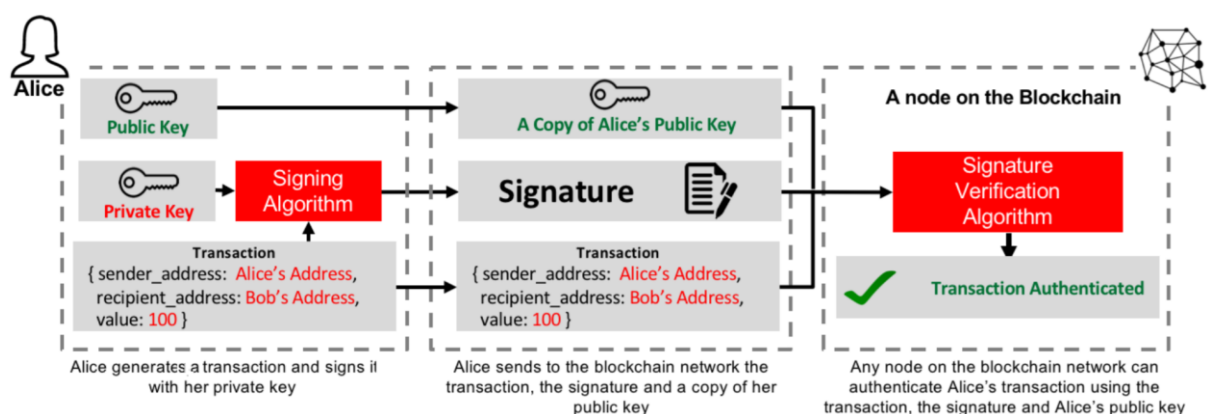 Alice
Public Key
Private Key
Signing
Algorithm
Transaction
{ sender_address: Alice's Address,
recipient_address: Bob's Address,
value: 100 }
Alice generates a transaction and signs it
with her private key
A Copy of Alice's Public Key
Signature
Transaction
{ sender_address: Alice's Address,
recipient_address: Bob's Address,
value: 100 }
Alice sends to the blockchain network the
transaction, the signature and a copy of her
public key
A node on the Blockchain
Signature
Verification
Algorithm
Transaction Authenticated
Any node on the blockchain network can
authenticate Alice's transaction using the
transaction, the signature and Alice's public key